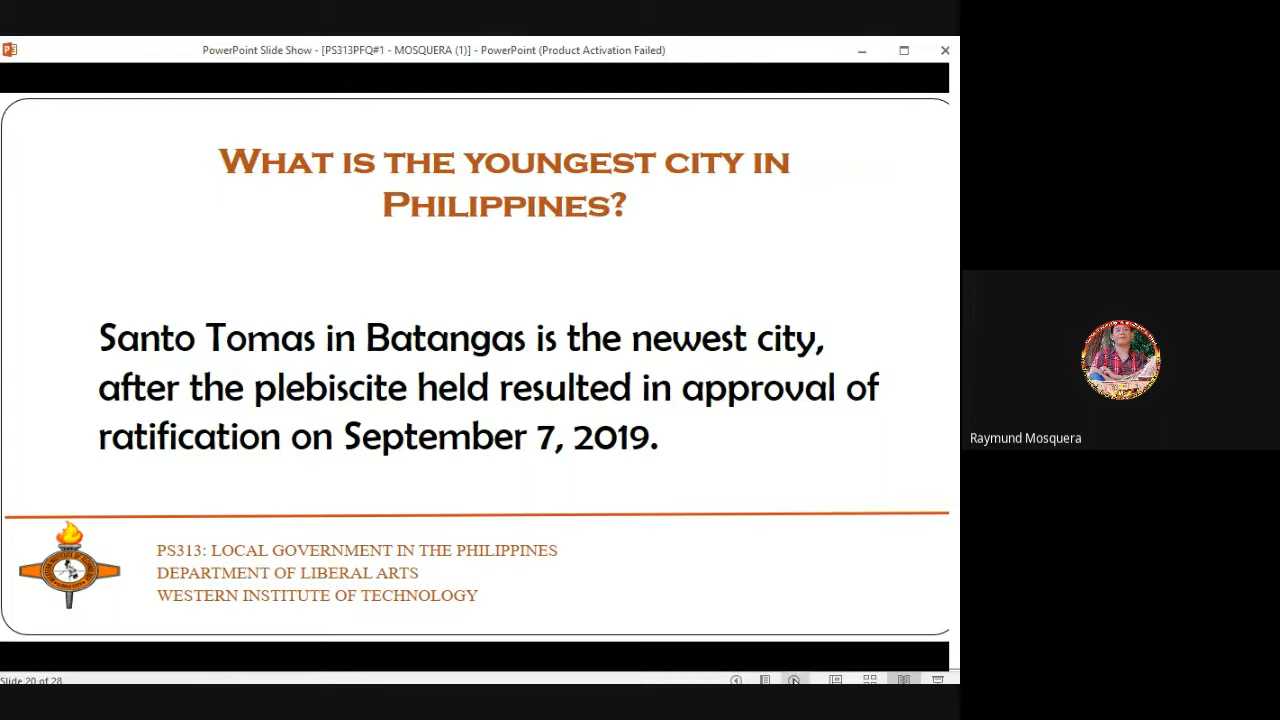 PowerPoint Slide Show - [PS313PFQ#1 - MOSQUERA (1)] - PowerPoint (Product Activation Failed)
WHAT IS THE YOUNGEST CITY IN
PHILIPPINES?
Santo Tomas in Batangas is the newest city,
after the plebiscite held resulted in approval of
ratification on September 7, 2019.
Raymund Mosquera
PS313: LOCAL GOVERNMENT IN THE PHILIPPINES
DEPARTMENT OF LIBERAL ARTS
WESTERN INSTITUTE OF TECHNOLOGY
Slide 20 of 28